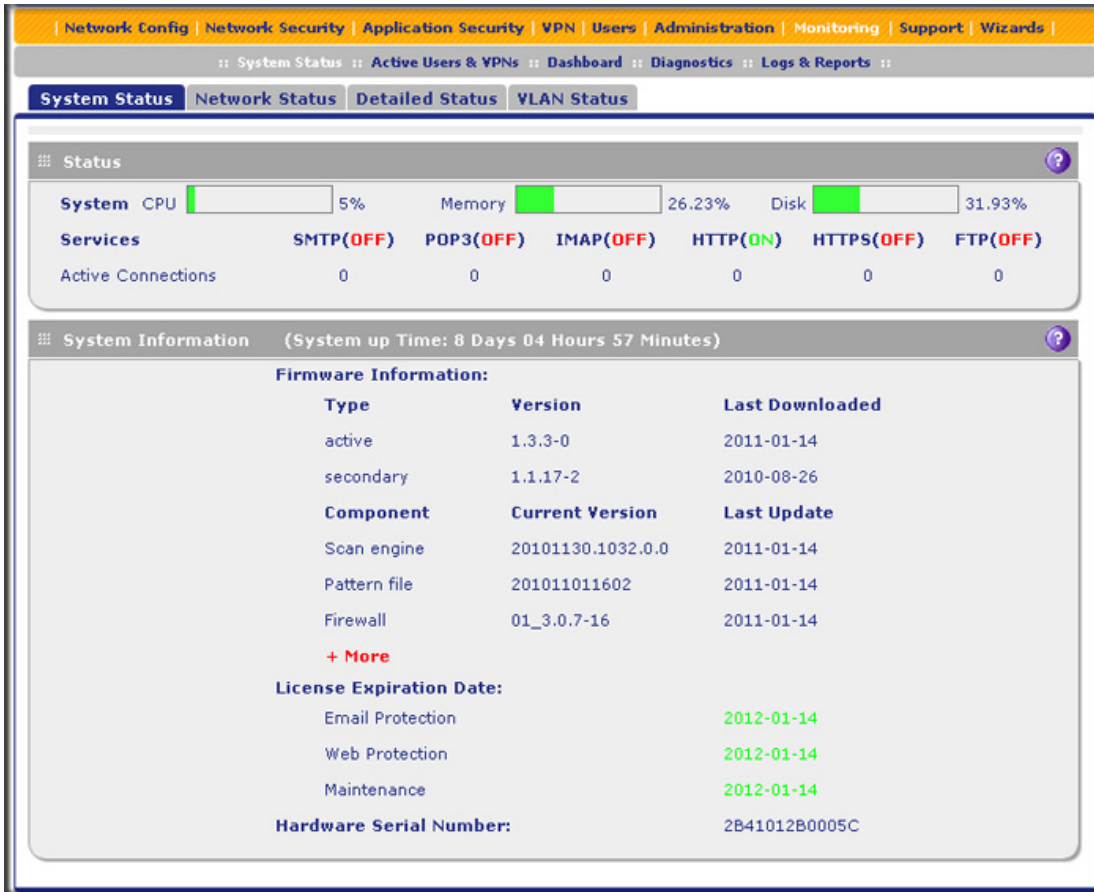 | Network Config | Network Security | Application Security | VPN | Users | Administration | Monitoring | Support | Wizards |
:: System Status :: Active Users & VPNs :: Dashboard :: Diagnostics :: Logs & Reports ::
System Status Network Status Detailed Status VLAN Status
Status ?
System CPU 5% Memory 26.23% Disk 31.93%
Services SMTP(OFF) POP3(OFF) IMAP(OFF) HTTP(ON) HTTPS(OFF) FTP(OFF)
Active Connections 0 0 0 0 0 0
System Information (System up Time: 8 Days 04 Hours 57 Minutes) ?
Firmware Information:
Type Version Last Downloaded
active 1.3.3-0 2011-01-14
secondary 1.1.17-2 2010-08-26
Component Current Version Last Update
Scan engine 20101130.1032.0.0 2011-01-14
Pattern file 201011011602 2011-01-14
Firewall 01_3.0.7-16 2011-01-14
+ More
License Expiration Date:
Email Protection 2012-01-14
Web Protection 2012-01-14
Maintenance 2012-01-14
Hardware Serial Number: 2B41012B0005C